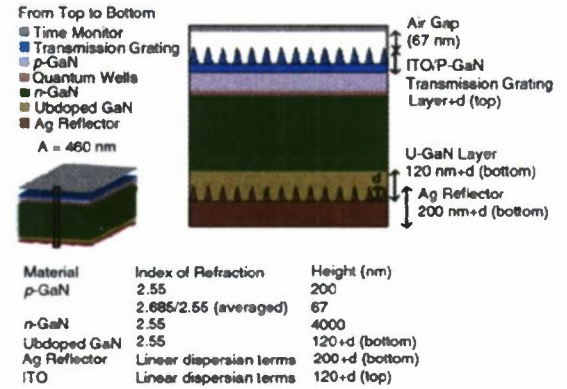 From Top to Bottom
Time Monitor
Transmission Grating
p-GaN
Quantum Wells
n-GaN
Ubdoped GaN
Ag Reflector
A = 460 nm
Air Gap
(67 nm)
ITO/P-GaN
Transmission Grating
Layer+d (top)
U-GaN Layer
120 nm+d (bottom)
d
Ag Reflector
200 nm+d (bottom)
Material Index of Refraction Height (nm)
p-GaN 2.55 200
2.685/2.55 (averaged) 67
n-GaN 2.55 4000
Ubdoped GaN 2.55 120+d (bottom)
Ag Reflector Linear dispersian terms 200+d (bottom)
ITO Linear dispersian terms 120+d (top)